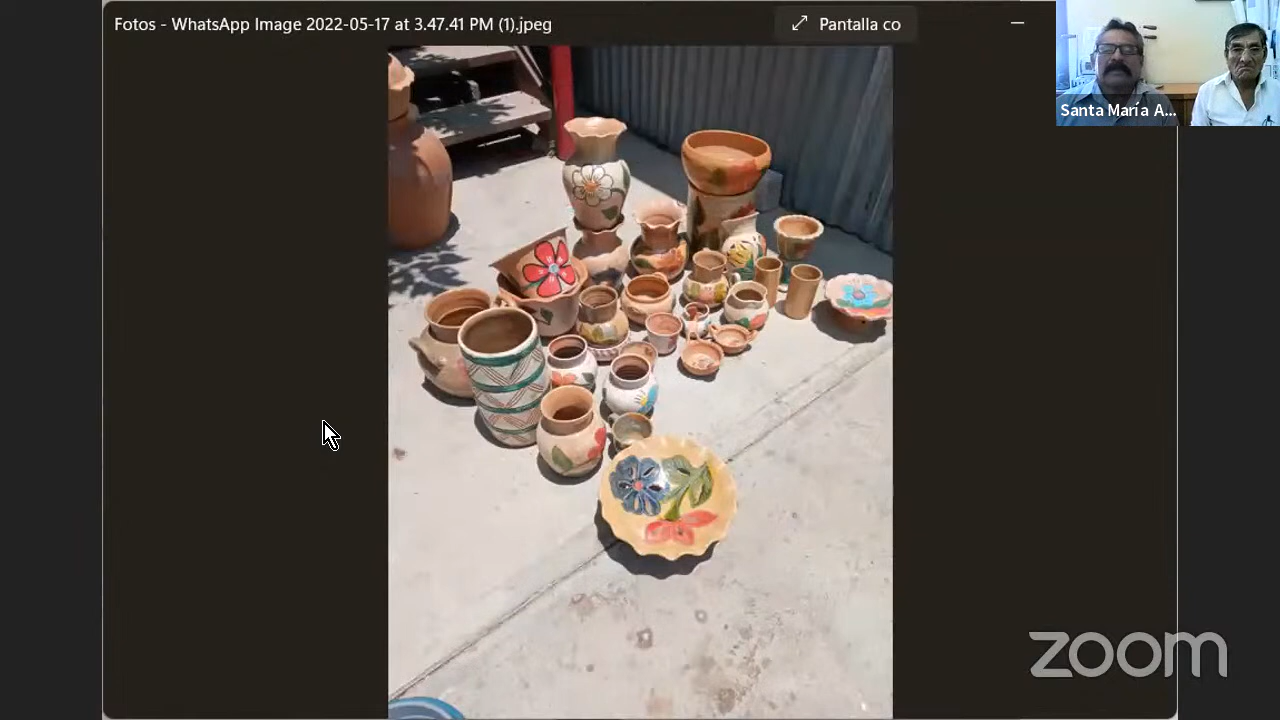 Fotos - WhatsApp Image 2022-05-17 at 3.47.41 PM (1).jpeg
Pantalla co
Santa María A...
zoom